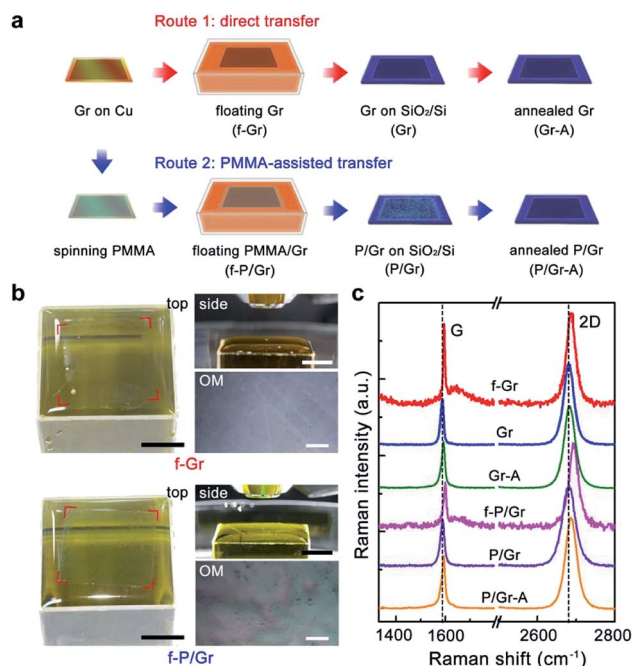 a
Route 1: direct transfer
Gr on Cu
floating Gr
(f-Gr)
Gr on SiO₂/Si
(Gr)
annealed Gr
(Gr-A)
Route 2: PMMA-assisted transfer
spinning PMMA
floating PMMA/Gr
(f-P/Gr)
P/Gr on SiO₂/Si
(P/Gr)
annealed P/Gr
(P/Gr-A)
b
top
side
OM
f-Gr
top
side
OM
f-P/Gr
c
G
2D
f-Gr
Gr
Gr-A
f-P/Gr
P/Gr
P/Gr-A
Raman intensity (a.u.)
1400 1600 2600 2800
Raman shift (cm⁻¹)